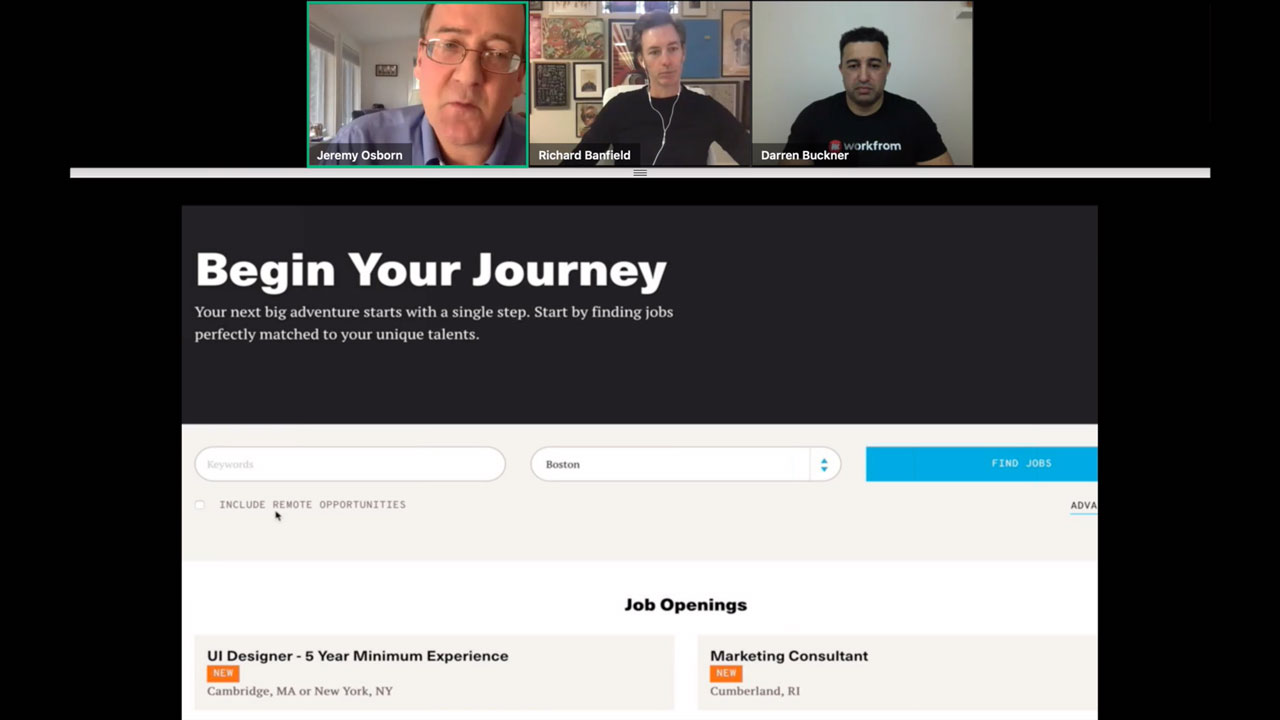 Jeremy Osborn
Richard Banfield
Darren Buckner
workfrom
Begin Your Journey
Your next big adventure starts with a single step. Start by finding jobs
perfectly matched to your unique talents.
Keywords
Boston
FIND JOBS
INCLUDE REMOTE OPPORTUNITIES
ADVA
Job Openings
UI Designer - 5 Year Minimum Experience
NEW
Cambridge, MA or New York, NY
Marketing Consultant
NEW
Cumberland, RI